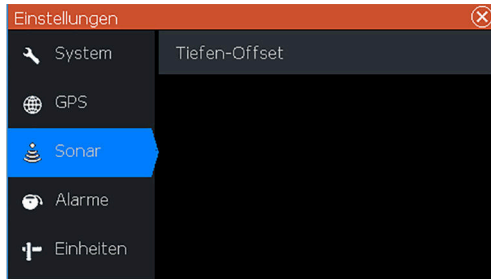 Einstellungen
System
Tiefen-Offset
GPS
Sonar
Alarme
Einheiten